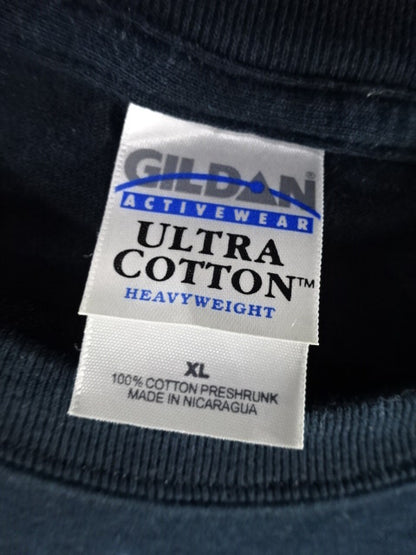 GILDAN®
ACTIVEWEAR
ULTRA
COTTON™
HEAVYWEIGHT
XL
100% COTTON PRESHRUNK
MADE IN NICARAGUA